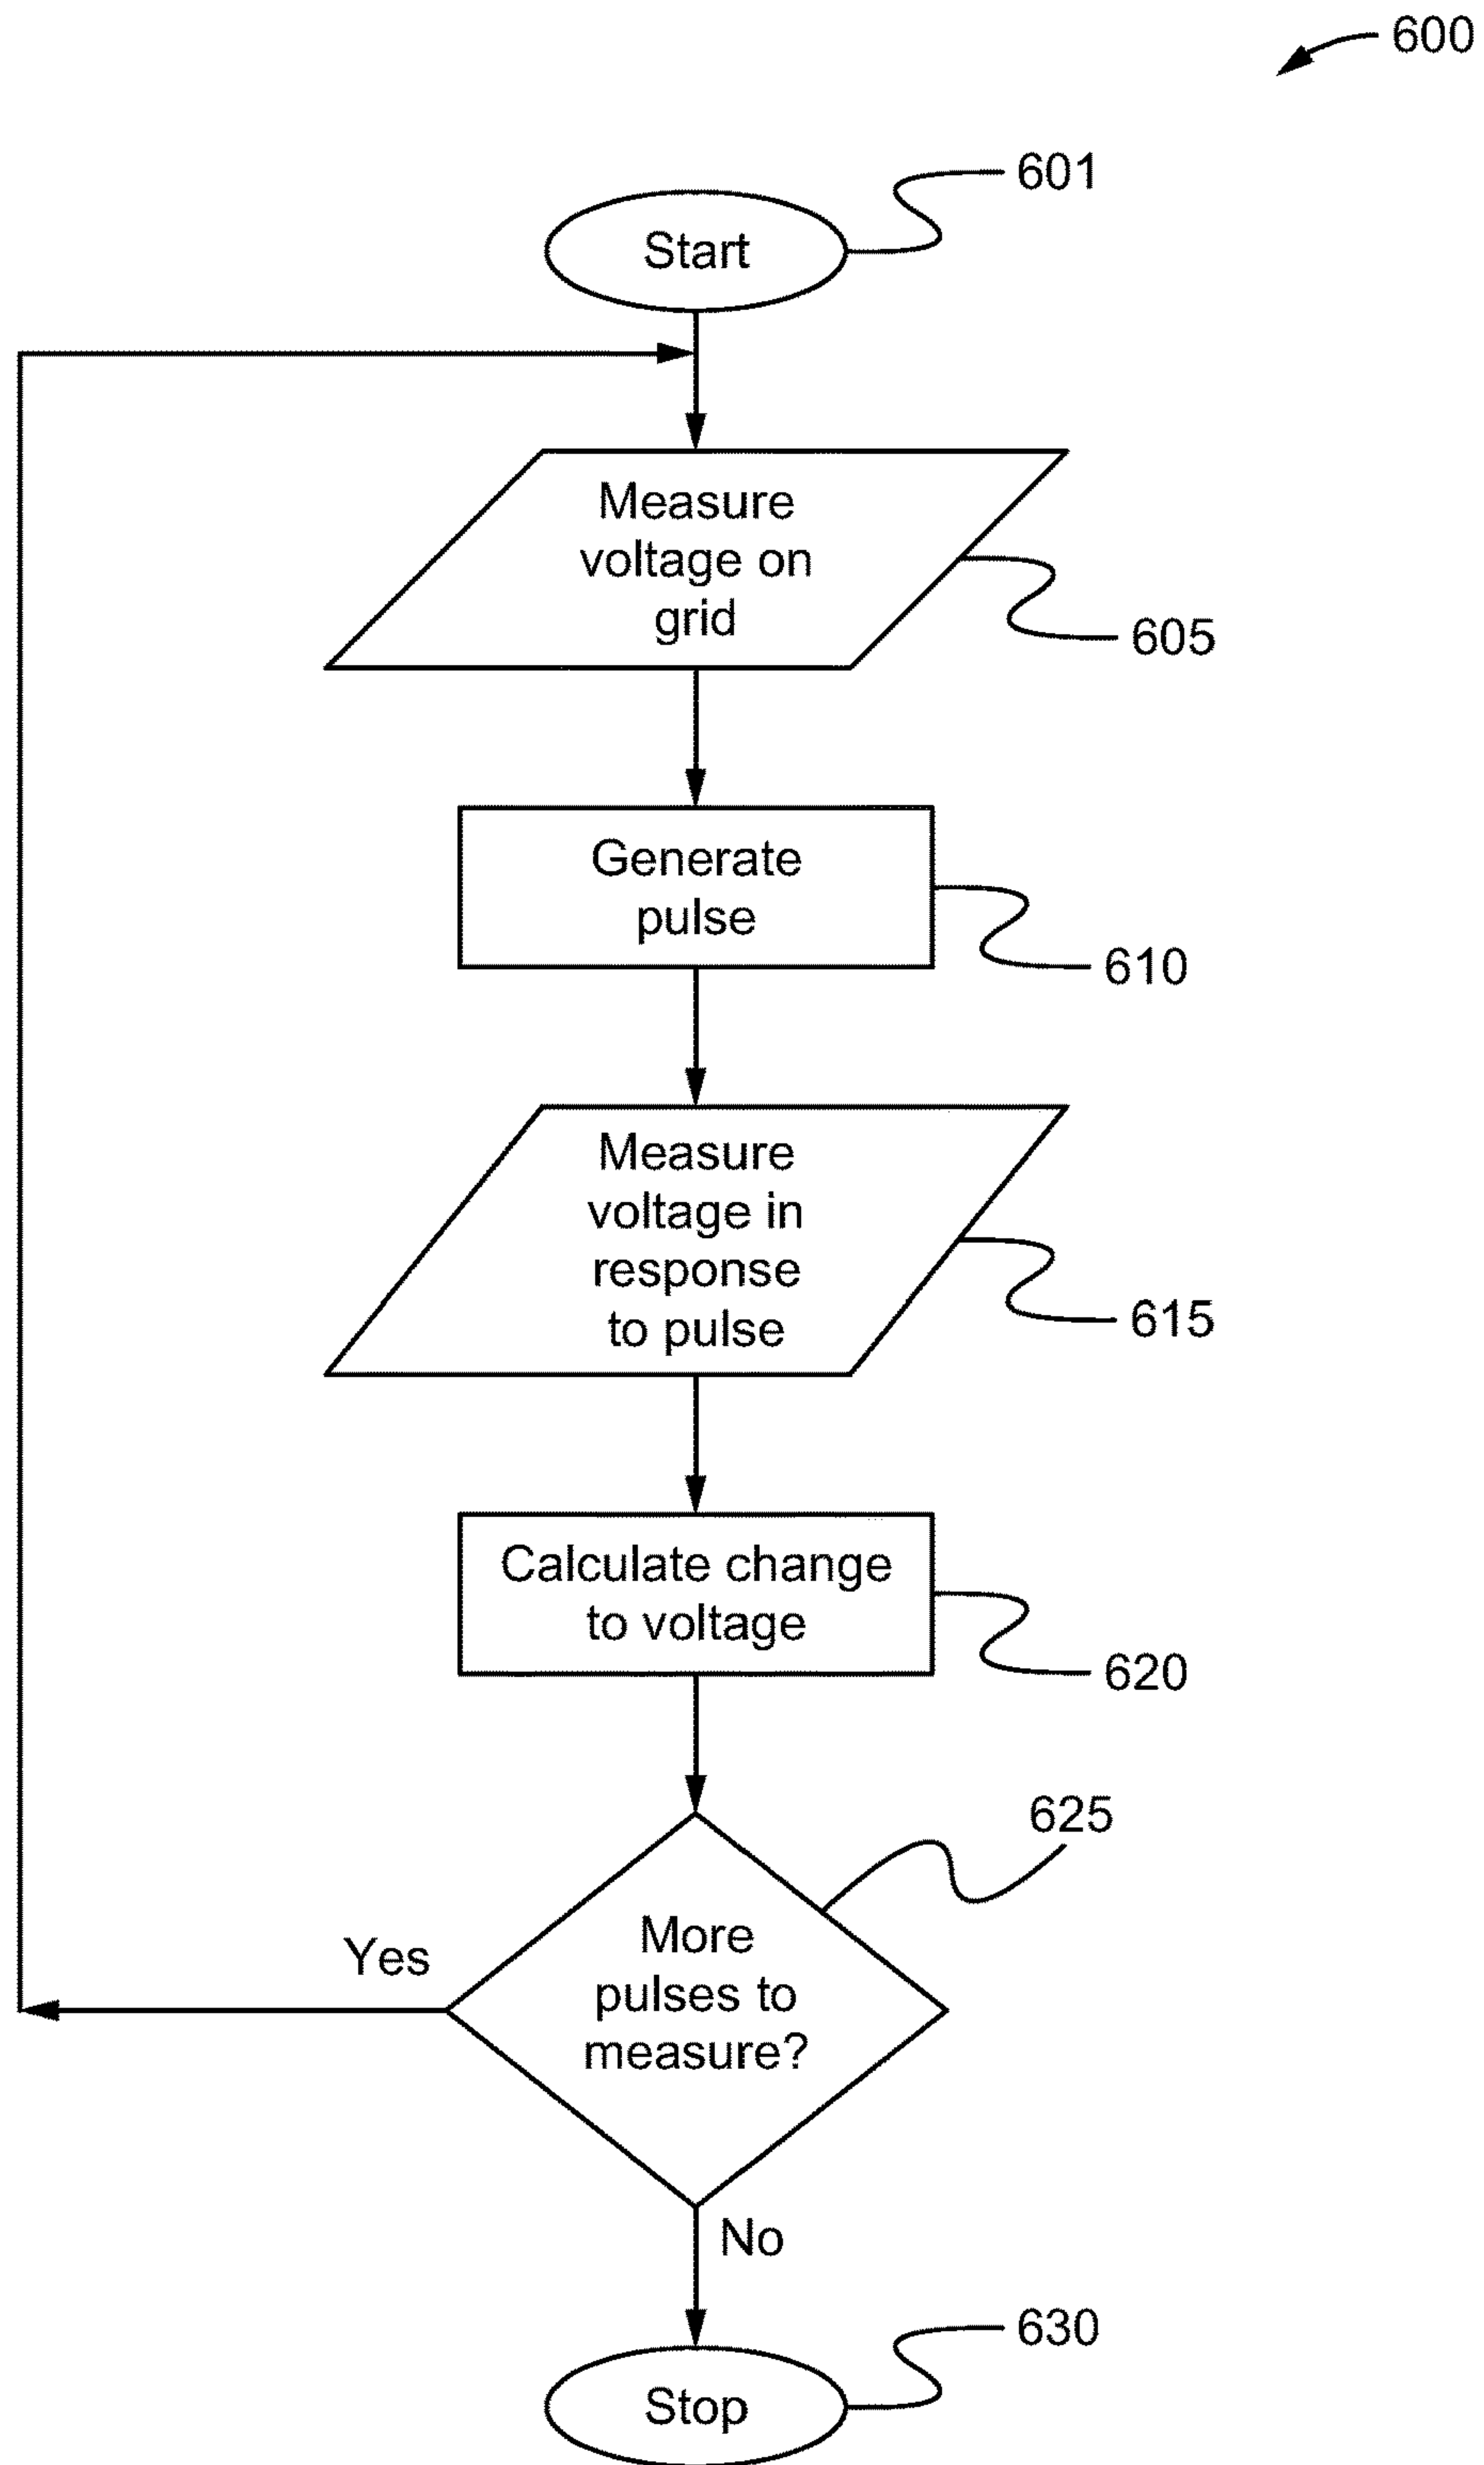 600
601
Start
Measure
voltage on
grid
605
Generate
pulse
610
Measure
voltage in
response
to pulse
615
Calculate change
to voltage
620
625
More
pulses to
measure?
Yes
No
630
Stop